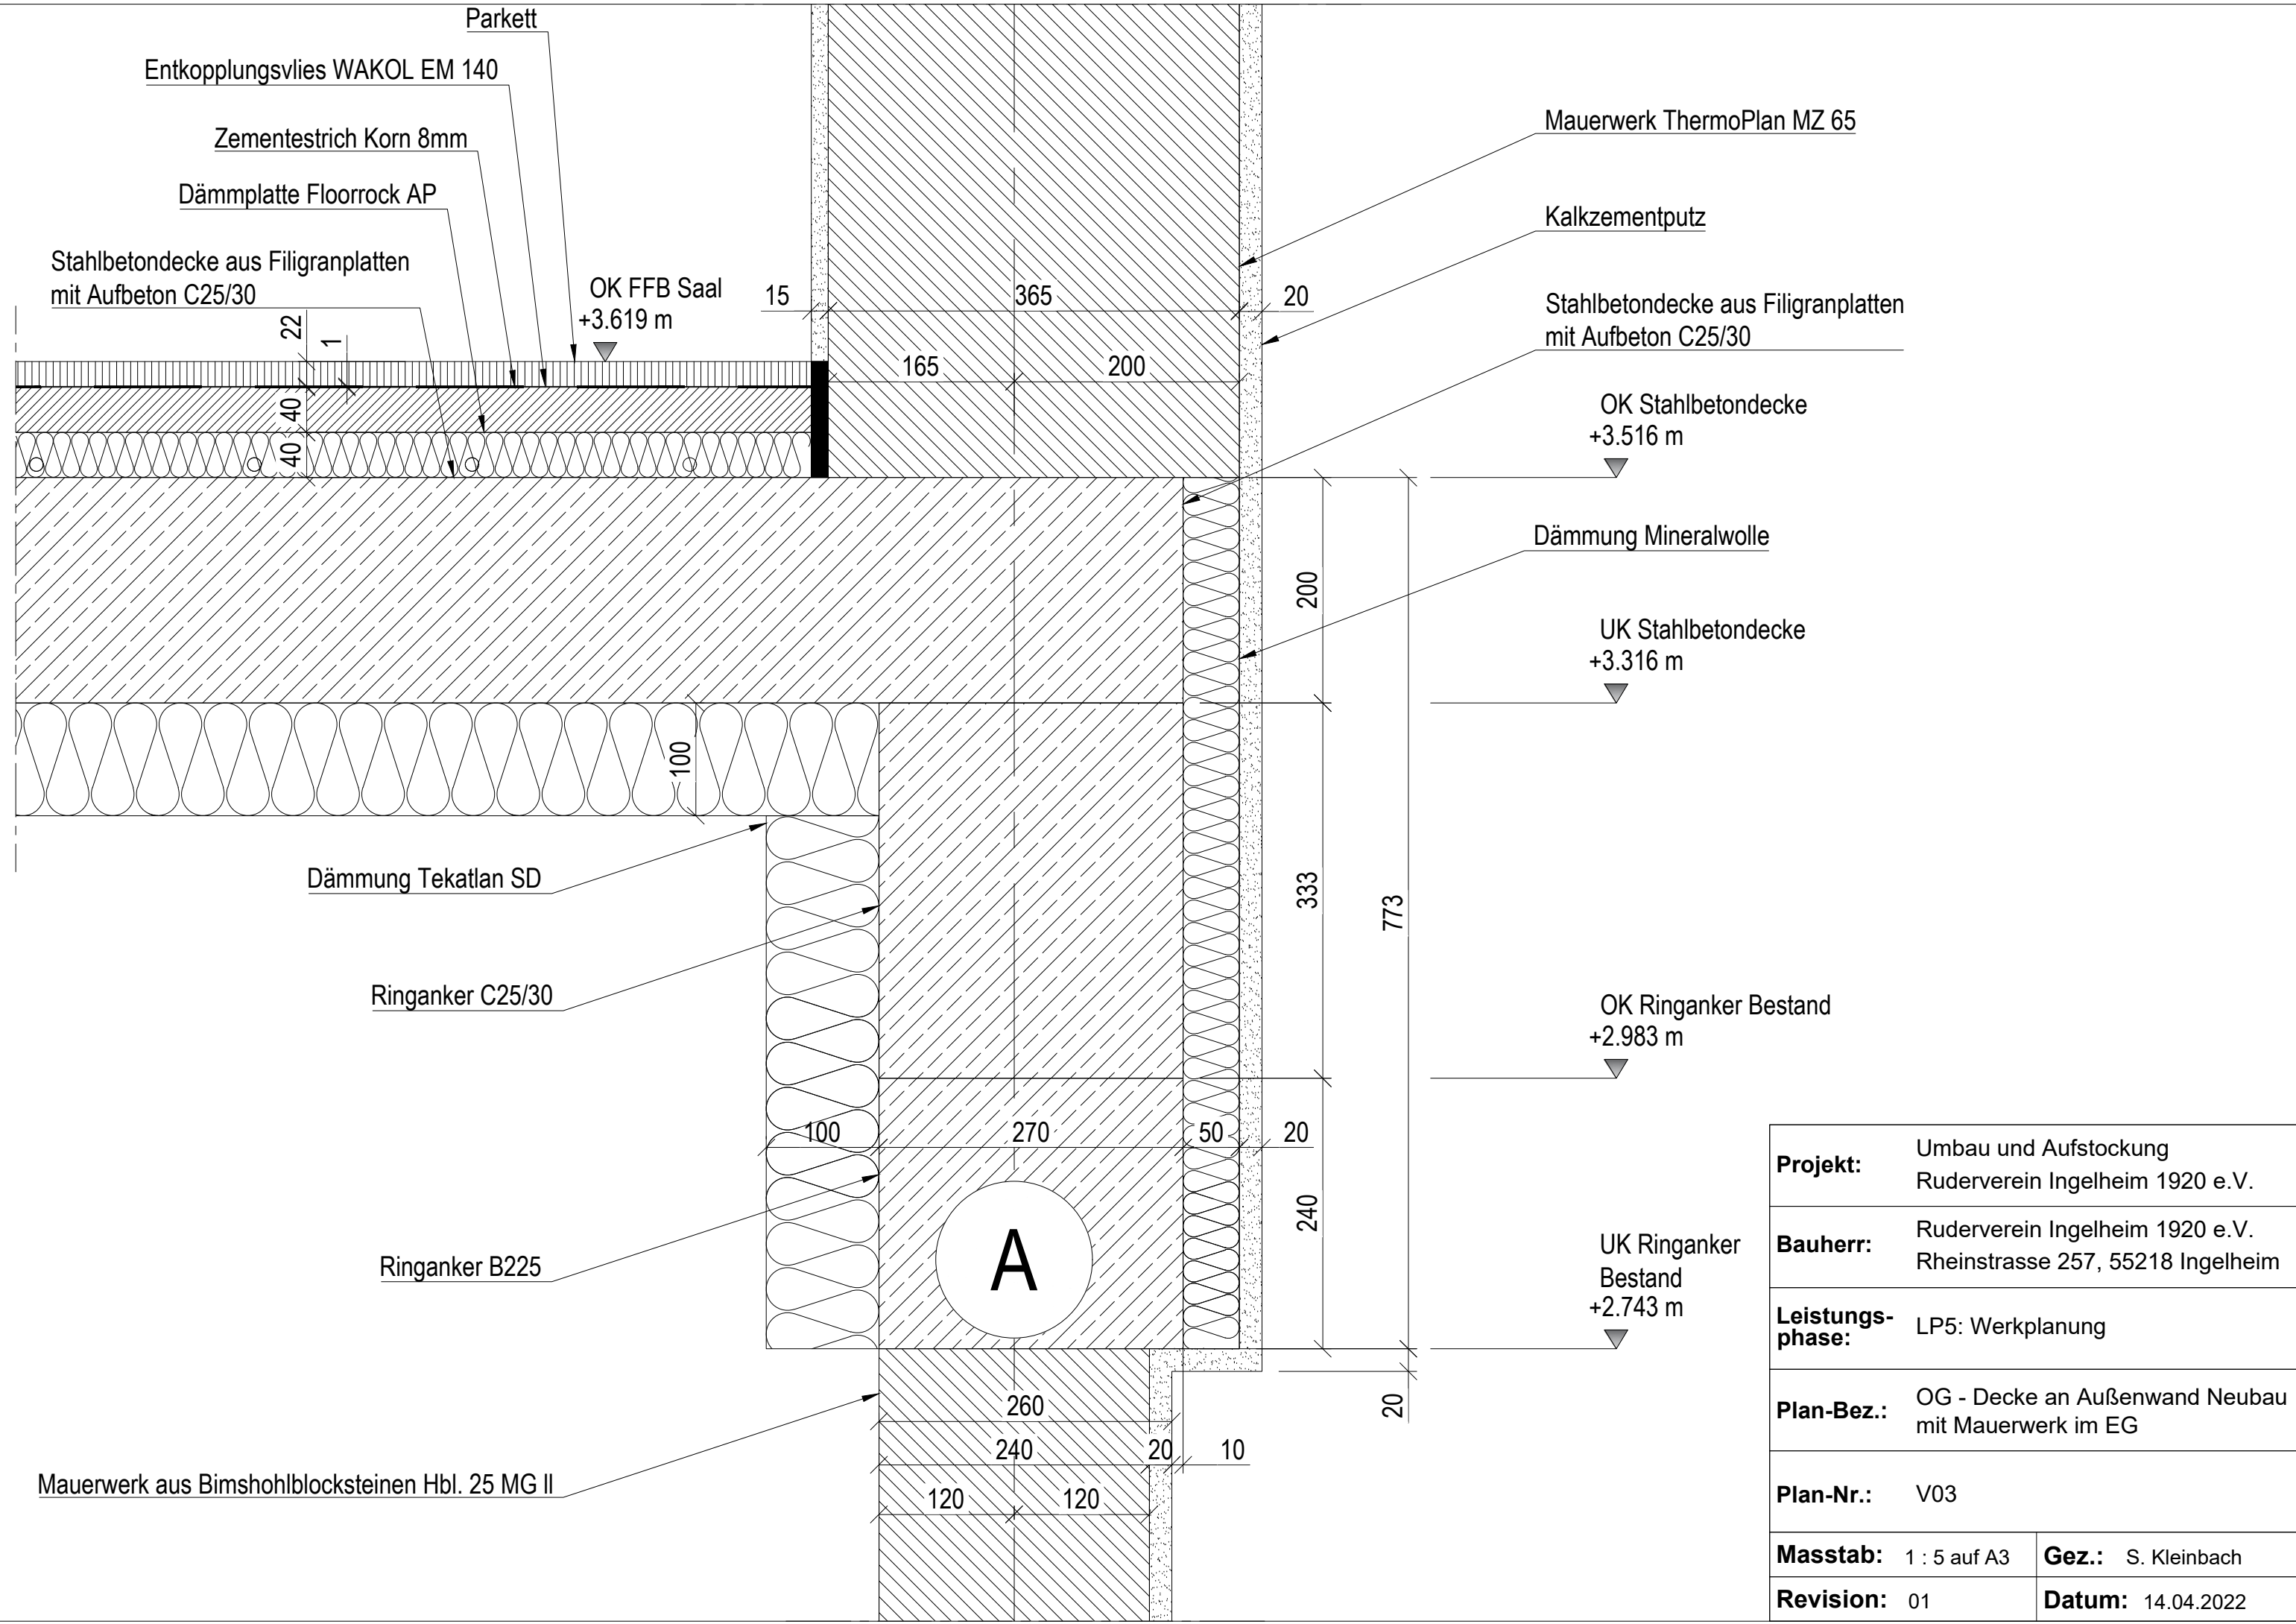 Parkett
Entkopplungsvlies WAKOL EM 140
Zementestrich Korn 8mm
Dämmplatte Floorrock AP
Stahlbetondecke aus Filigranplatten
mit Aufbeton C25/30
OK FFB Saal
+3.619 m
22
1
40
40
15
365
20
165
200
Mauerwerk ThermoPlan MZ 65
Kalkzementputz
Stahlbetondecke aus Filigranplatten
mit Aufbeton C25/30
OK Stahlbetondecke
+3.516 m
Dämmung Mineralwolle
200
UK Stahlbetondecke
+3.316 m
100
Dämmung Tekatlan SD
333
773
Ringanker C25/30
OK Ringanker Bestand
+2.983 m
100
270
50
20
240
Ringanker B225
A
UK Ringanker
Bestand
+2.743 m
20
260
240
20
10
120
120
Mauerwerk aus Bimshohlblocksteinen Hbl. 25 MG II
Projekt: Umbau und Aufstockung
Ruderverein Ingelheim 1920 e.V.
Bauherr: Ruderverein Ingelheim 1920 e.V.
Rheinstrasse 257, 55218 Ingelheim
Leistungs-
phase: LP5: Werkplanung
Plan-Bez.: OG - Decke an Außenwand Neubau
mit Mauerwerk im EG
Plan-Nr.: V03
Masstab: 1 : 5 auf A3 Gez.: S. Kleinbach
Revision: 01 Datum: 14.04.2022